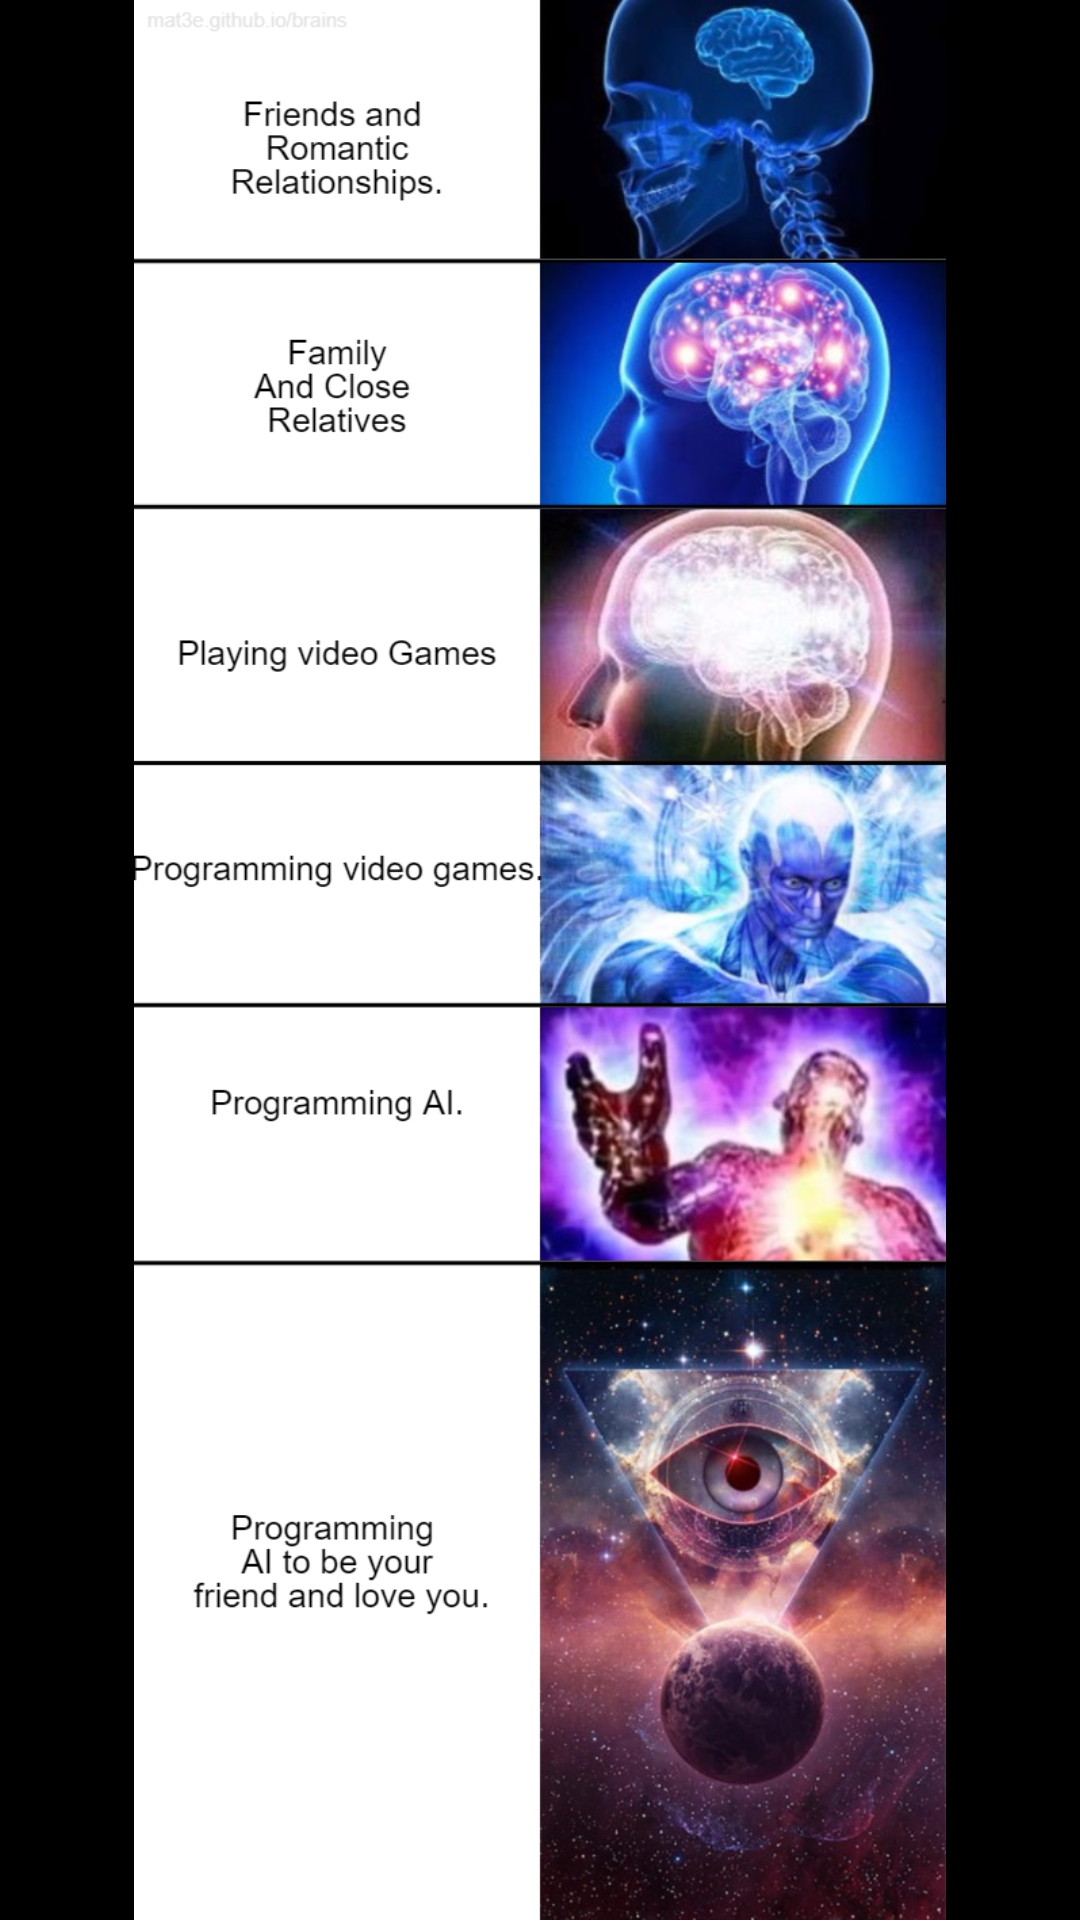 mat3e.github.io/brains
Friends and
Romantic
Relationships.
Family
And Close
Relatives
Playing video Games
Programming video games.
Programming AI.
Programming
AI to be your
friend and love you.